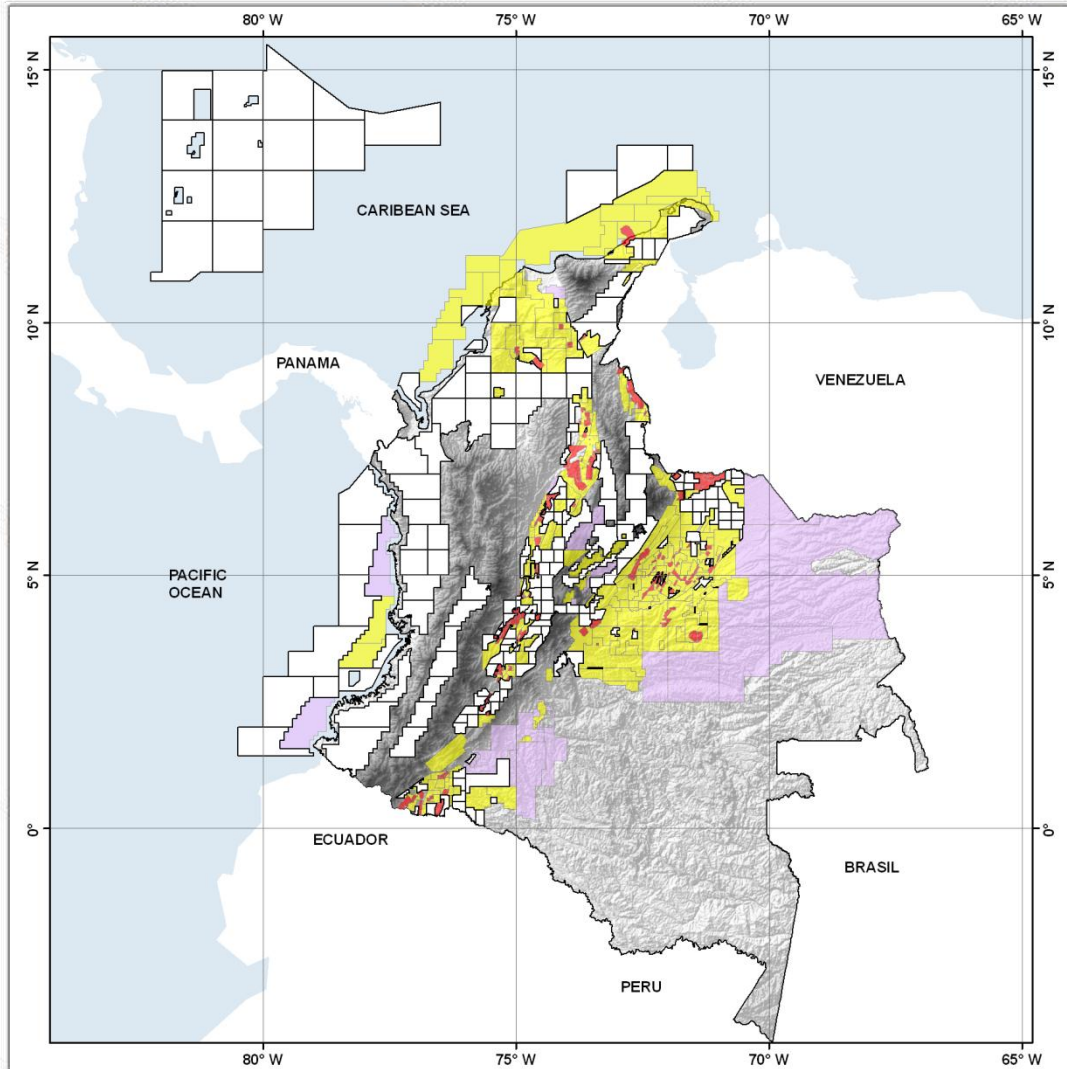 80° W
75° W
70° W
65° W
15° N
15° N
CARIBEAN SEA
10° N
10° N
PANAMA
VENEZUELA
PACIFIC
OCEAN
5° N
5° N
0°
0°
ECUADOR
BRASIL
PERU
80° W
75° W
70° W
65° W